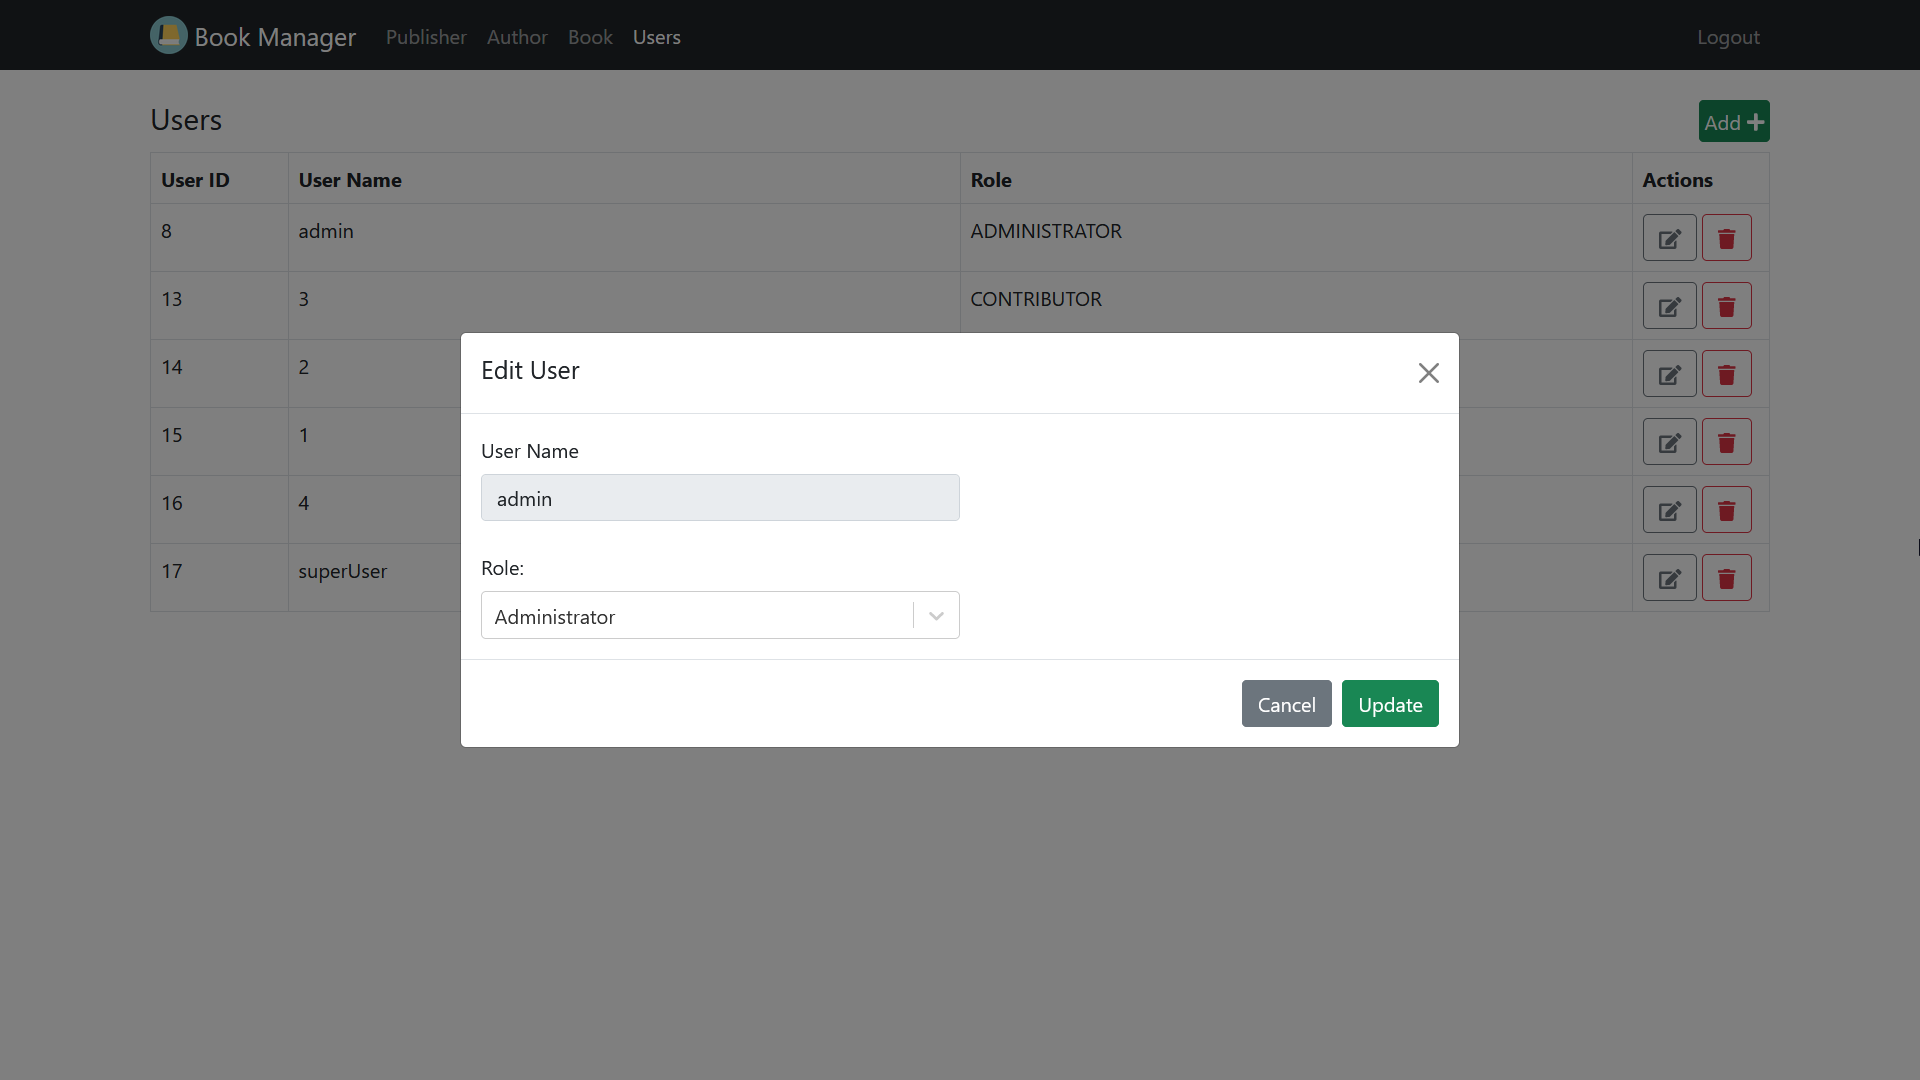 Book Manager Publisher Author Book Users Logout
Users Add
User ID User Name Role Actions
8 admin ADMINISTRATOR
13 3 CONTRIBUTOR
14 2
15 1
16 4
17 superUser
Edit User
User Name
admin
Role:
Administrator
Cancel Update